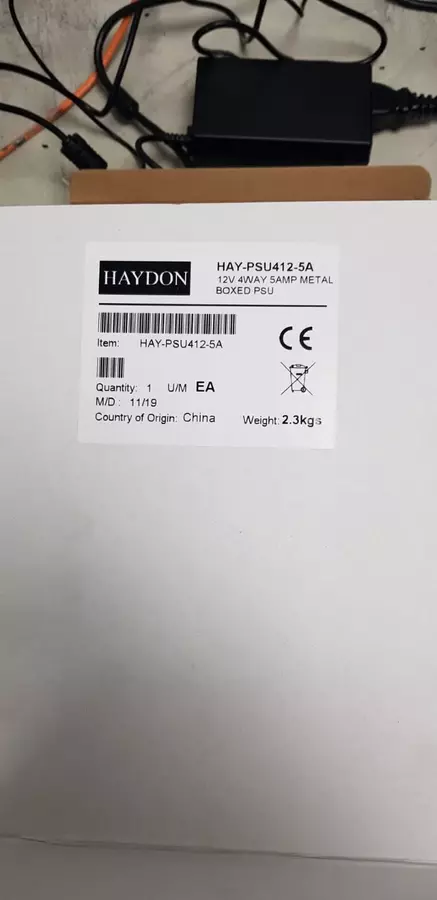 HAYDON
HAY-PSU412-5A
12V 4WAY 5AMP METAL
BOXED PSU
Item: HAY-PSU412-5A
CE
Quantity: 1 U/M EA
M/D : 11/19
Country of Origin: China Weight: 2.3kgs